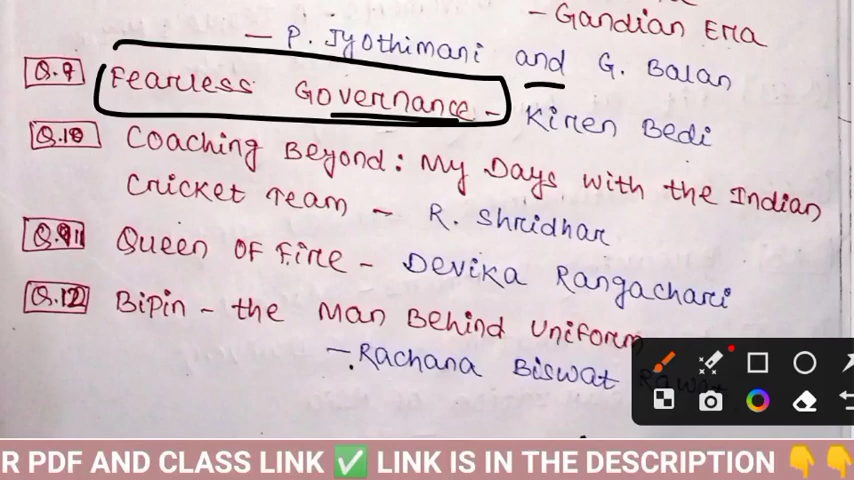 - Gandian Era
- P. Jyothimani and G. Balan
Q.9 Fearless Governance - Kiren Bedi
Q.10 Coaching Beyond: My Days with the Indian
Cricket Team - R. Shridhar
Q.11 Queen of Fire - Devika Rangachari
Q.12 Bipin - the Man Behind Uniform
- Rachana Biswat Rawat
R PDF AND CLASS LINK ✅ LINK IS IN THE DESCRIPTION 👇👇